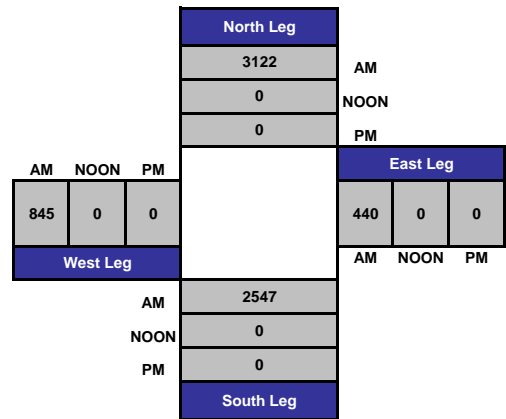 North Leg
3122
AM
0
NOON
0
PM
AM NOON PM
East Leg
845 0 0
440 0 0
West Leg
AM NOON PM
AM
2547
NOON
0
PM
0
South Leg